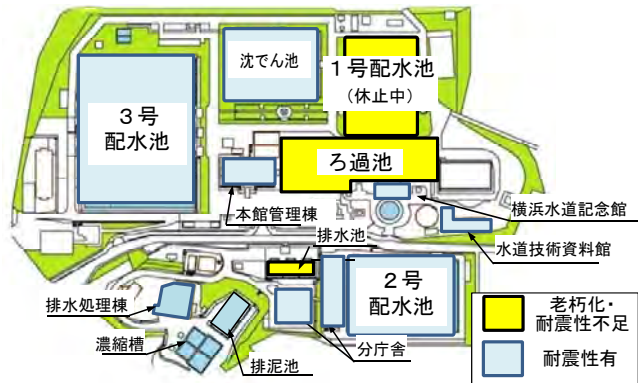 沈でん池
１号配水池
（休止中）
３号
配水池
ろ過池
本館管理棟
横浜水道記念館
排水池
水道技術資料館
２号
配水池
排水処理棟
濃縮槽
排泥池
分庁舎
老朽化・
耐震性不足
耐震性有